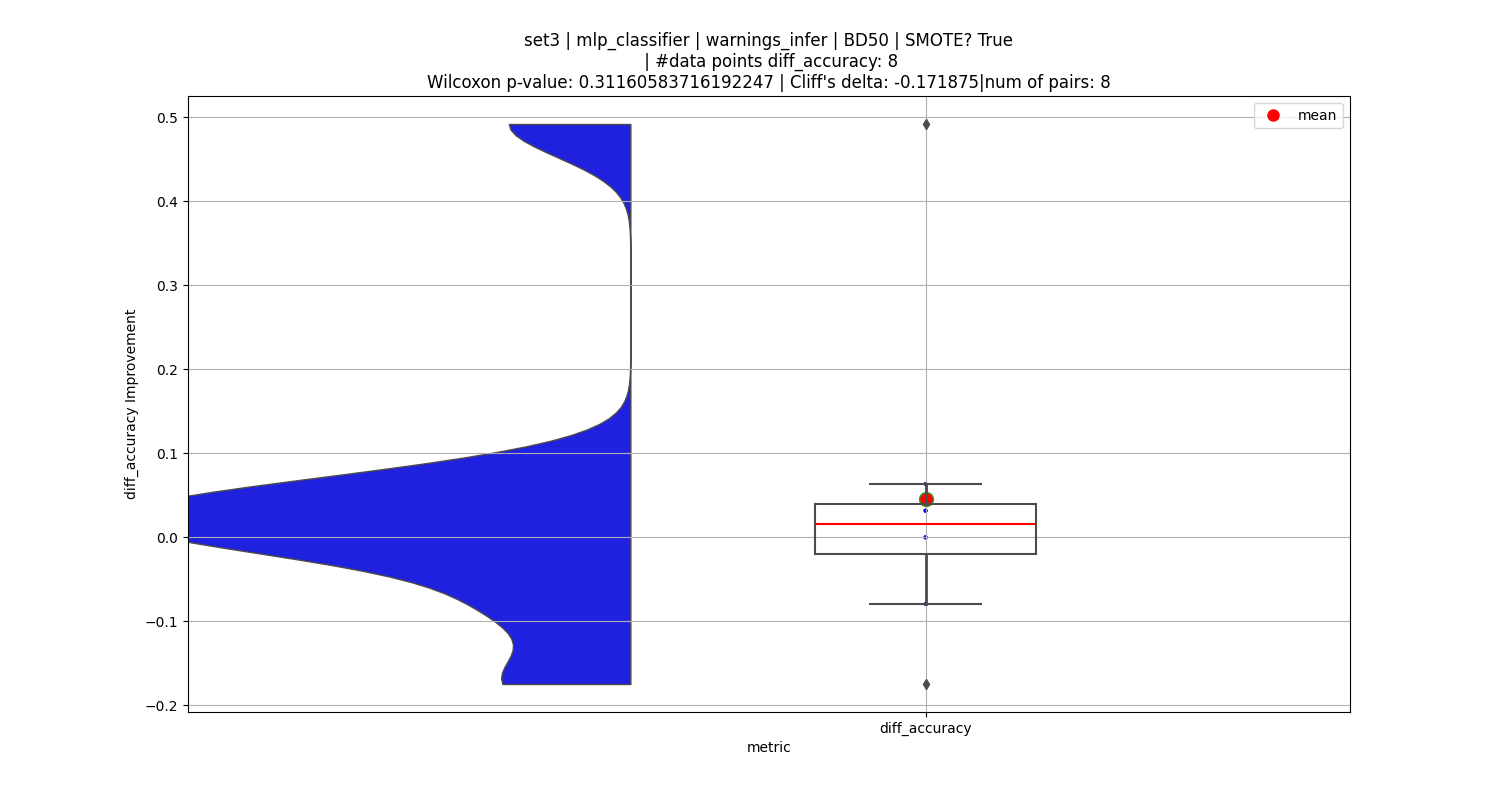 set3 | mlp_classifier | warnings_infer | BD50 | SMOTE? True
| #data points diff_accuracy: 8
Wilcoxon p-value: 0.31160583716192247 | Cliff's delta: -0.171875|num of pairs: 8
mean
0.5
0.4
0.3
0.2
0.1
0.0
−0.1
−0.2
diff_accuracy Improvement
diff_accuracy
metric